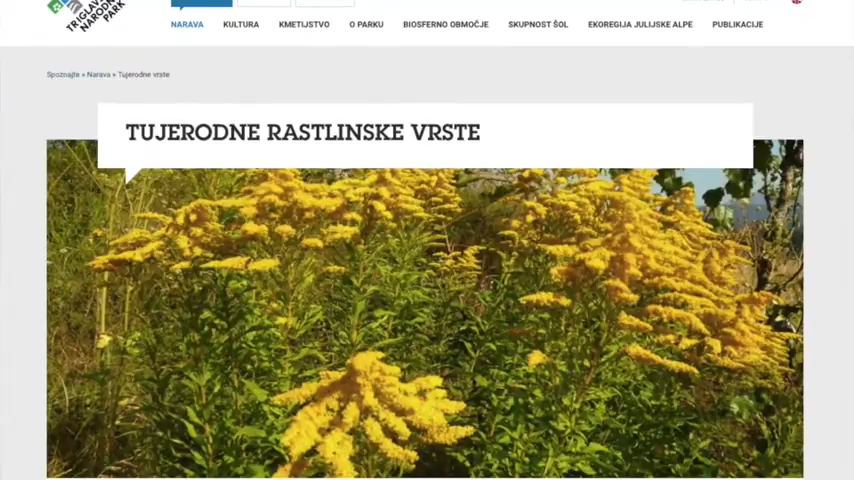 TRIGLAVSKI
NARODNI
PARK
NARAVA KULTURA KMETIJSTVO O PARKU BIOSFERNO OBMOČJE SKUPNOST ŠOL EKOREGIJA JULIJSKE ALPE PUBLIKACIJE
Spoznajte » Narava » Tujerodne vrste
TUJERODNE RASTLINSKE VRSTE